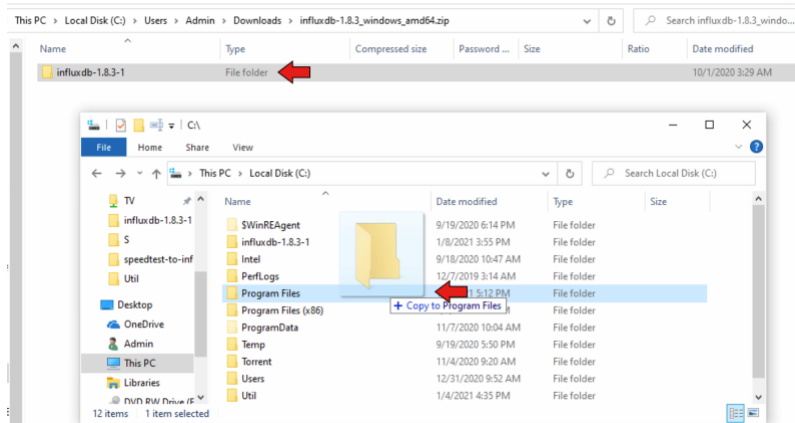 This PC > Local Disk (C:) > Users > Admin > Downloads > influxdb-1.8.3_windows_amd64.zip
Search influxdb-1.8.3_windo...
Name Type Compressed size Password ... Size Ratio Date modified
influxdb-1.8.3-1 File folder 10/1/2020 3:29 AM
C:\
File Home Share View
This PC > Local Disk (C:) Search Local Disk (C:)
TV
influxdb-1.8.3-1
S
speedtest-to-inf
Util
Desktop
OneDrive
Admin
This PC
Libraries
DVD RW Drive (F
Name Date modified Type Size
$WinREAgent 9/19/2020 6:14 PM File folder
influxdb-1.8.3-1 1/8/2021 3:55 PM File folder
Intel 9/18/2020 10:47 AM File folder
PerfLogs 12/7/2019 3:14 AM File folder
Program Files 1 5:12 PM File folder
+ Copy to Program Files
Program Files (x86) File folder
ProgramData 11/7/2020 10:04 AM File folder
Temp 9/19/2020 5:50 PM File folder
Torrent 11/4/2020 9:20 AM File folder
Users 12/31/2020 9:52 AM File folder
Util 1/4/2021 4:35 PM File folder
12 items 1 item selected